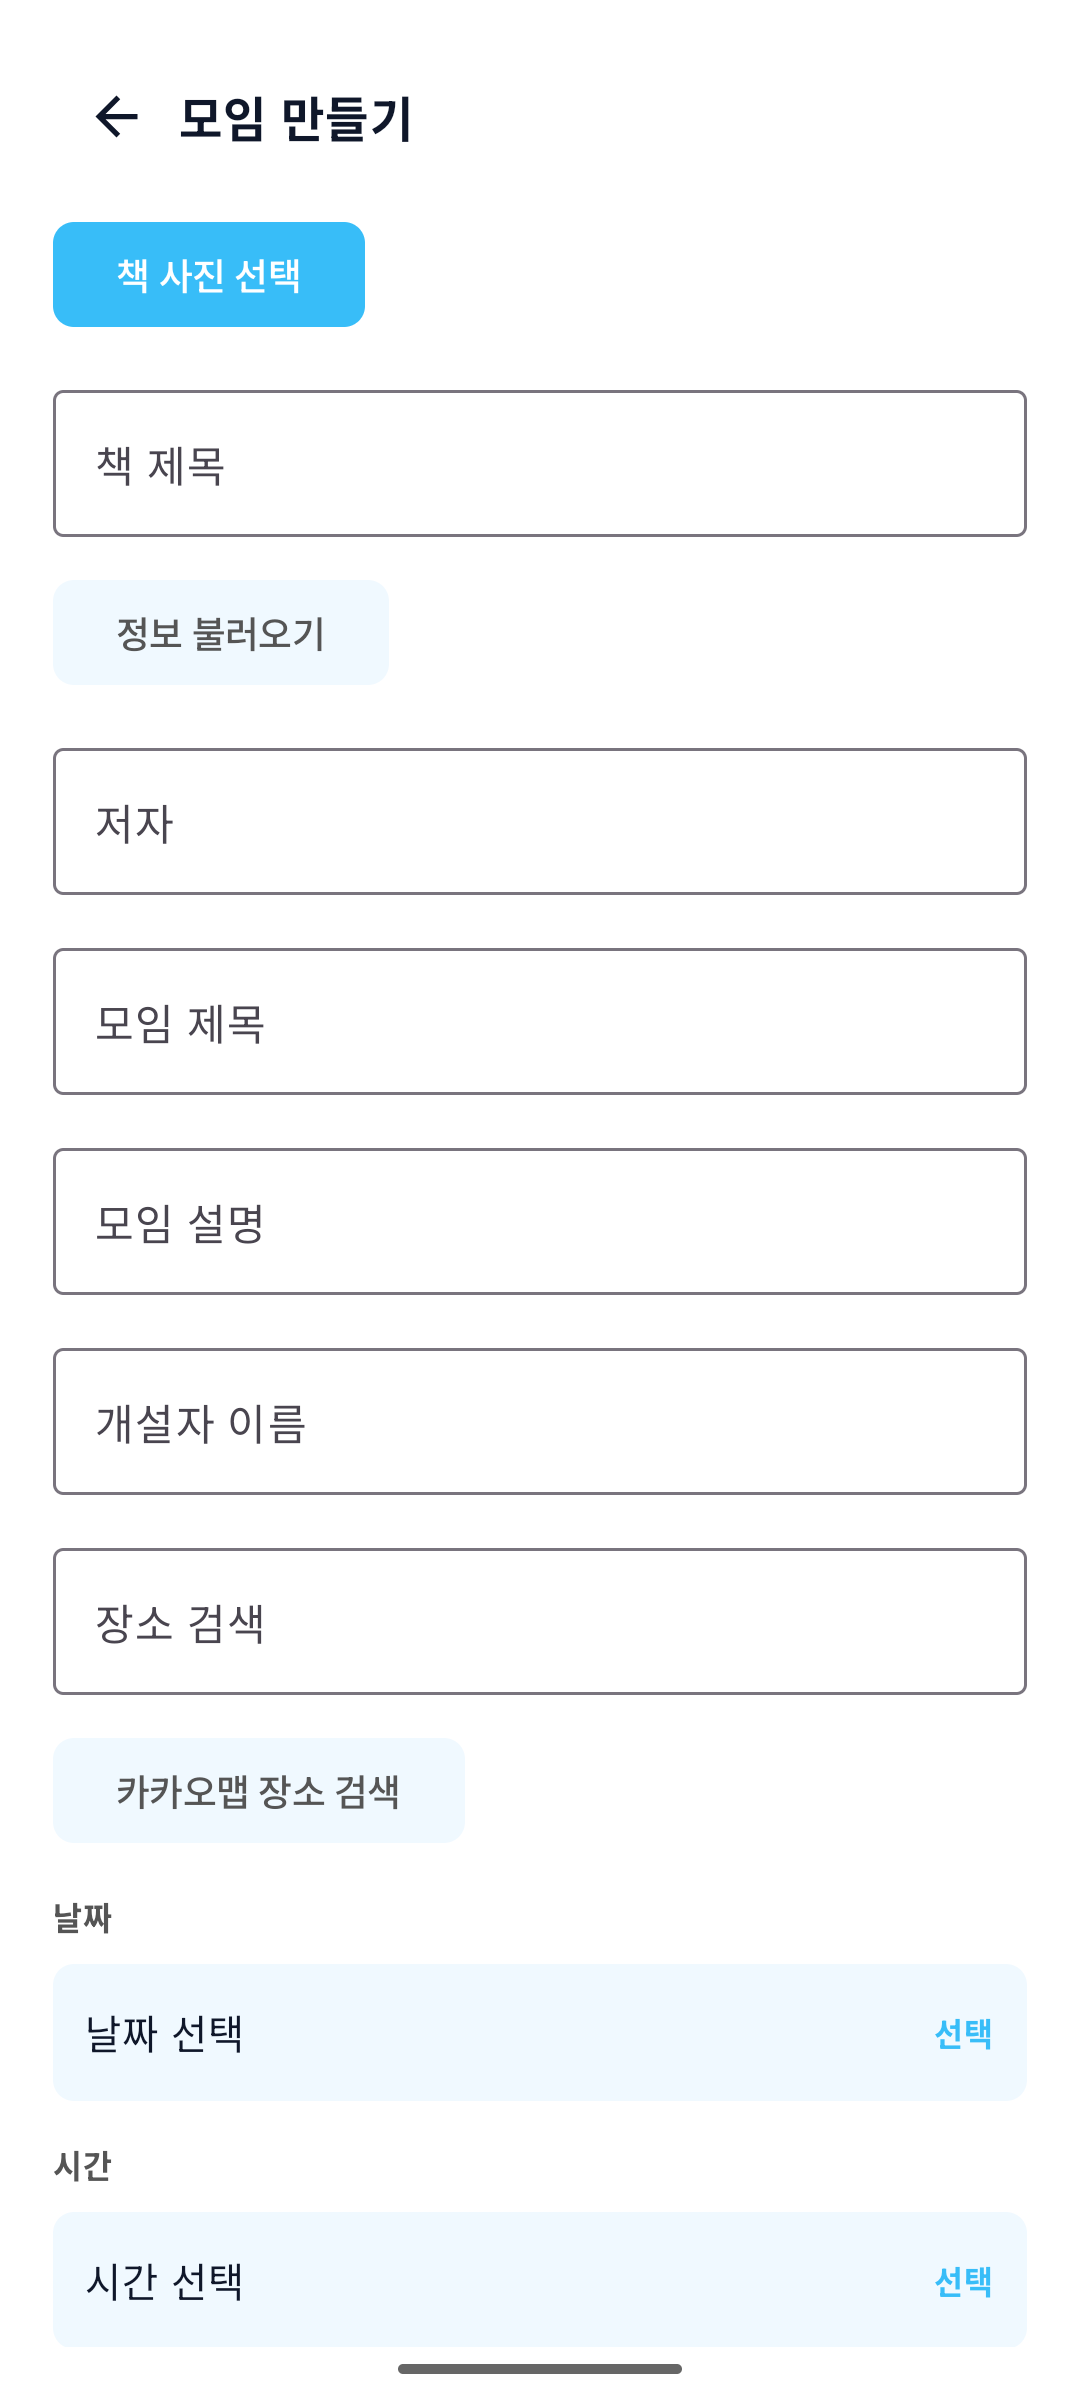 모임 만들기
책 사진 선택
책 제목
정보 불러오기
저자
모임 제목
모임 설명
개설자 이름
장소 검색
카카오맵 장소 검색
날짜
날짜 선택 선택
시간
시간 선택 선택